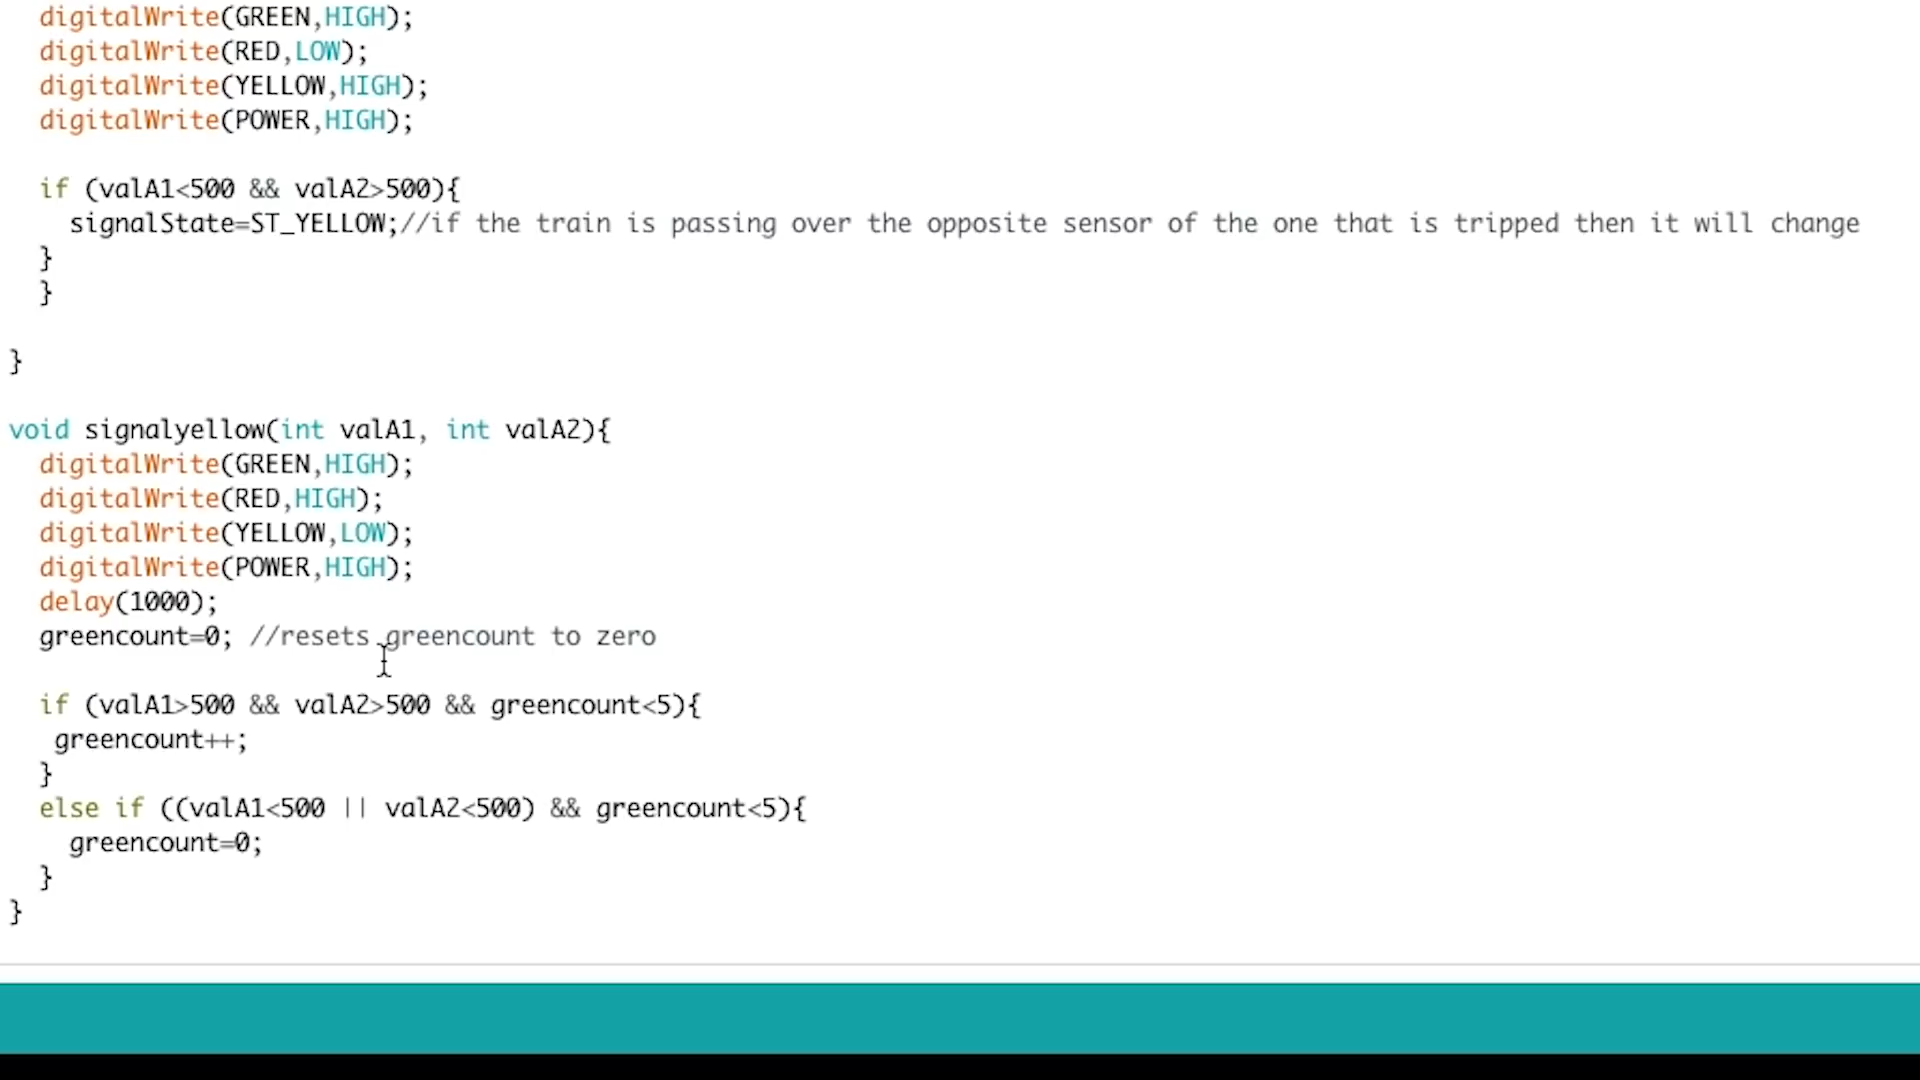 digitalWrite(GREEN,HIGH);
digitalWrite(RED,LOW);
digitalWrite(YELLOW,HIGH);
digitalWrite(POWER,HIGH);
if (valA1<500 && valA2>500){
signalState=ST_YELLOW;//if the train is passing over the opposite sensor of the one that is tripped then it will change
}
}
}
void signalyellow(int valA1, int valA2){
digitalWrite(GREEN,HIGH);
digitalWrite(RED,HIGH);
digitalWrite(YELLOW,LOW);
digitalWrite(POWER,HIGH);
delay(1000);
greencount=0; //resets greencount to zero
if (valA1>500 && valA2>500 && greencount<5){
greencount++;
}
else if ((valA1<500 || valA2<500) && greencount<5){
greencount=0;
}
}